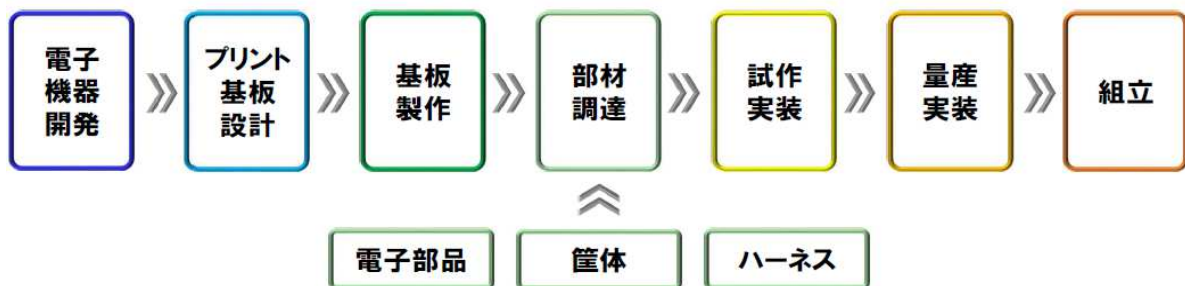 電子
機器
開発
プリント
基板
設計
基板
製作
部材
調達
試作
実装
量産
実装
組立
電子部品
筐体
ハーネス